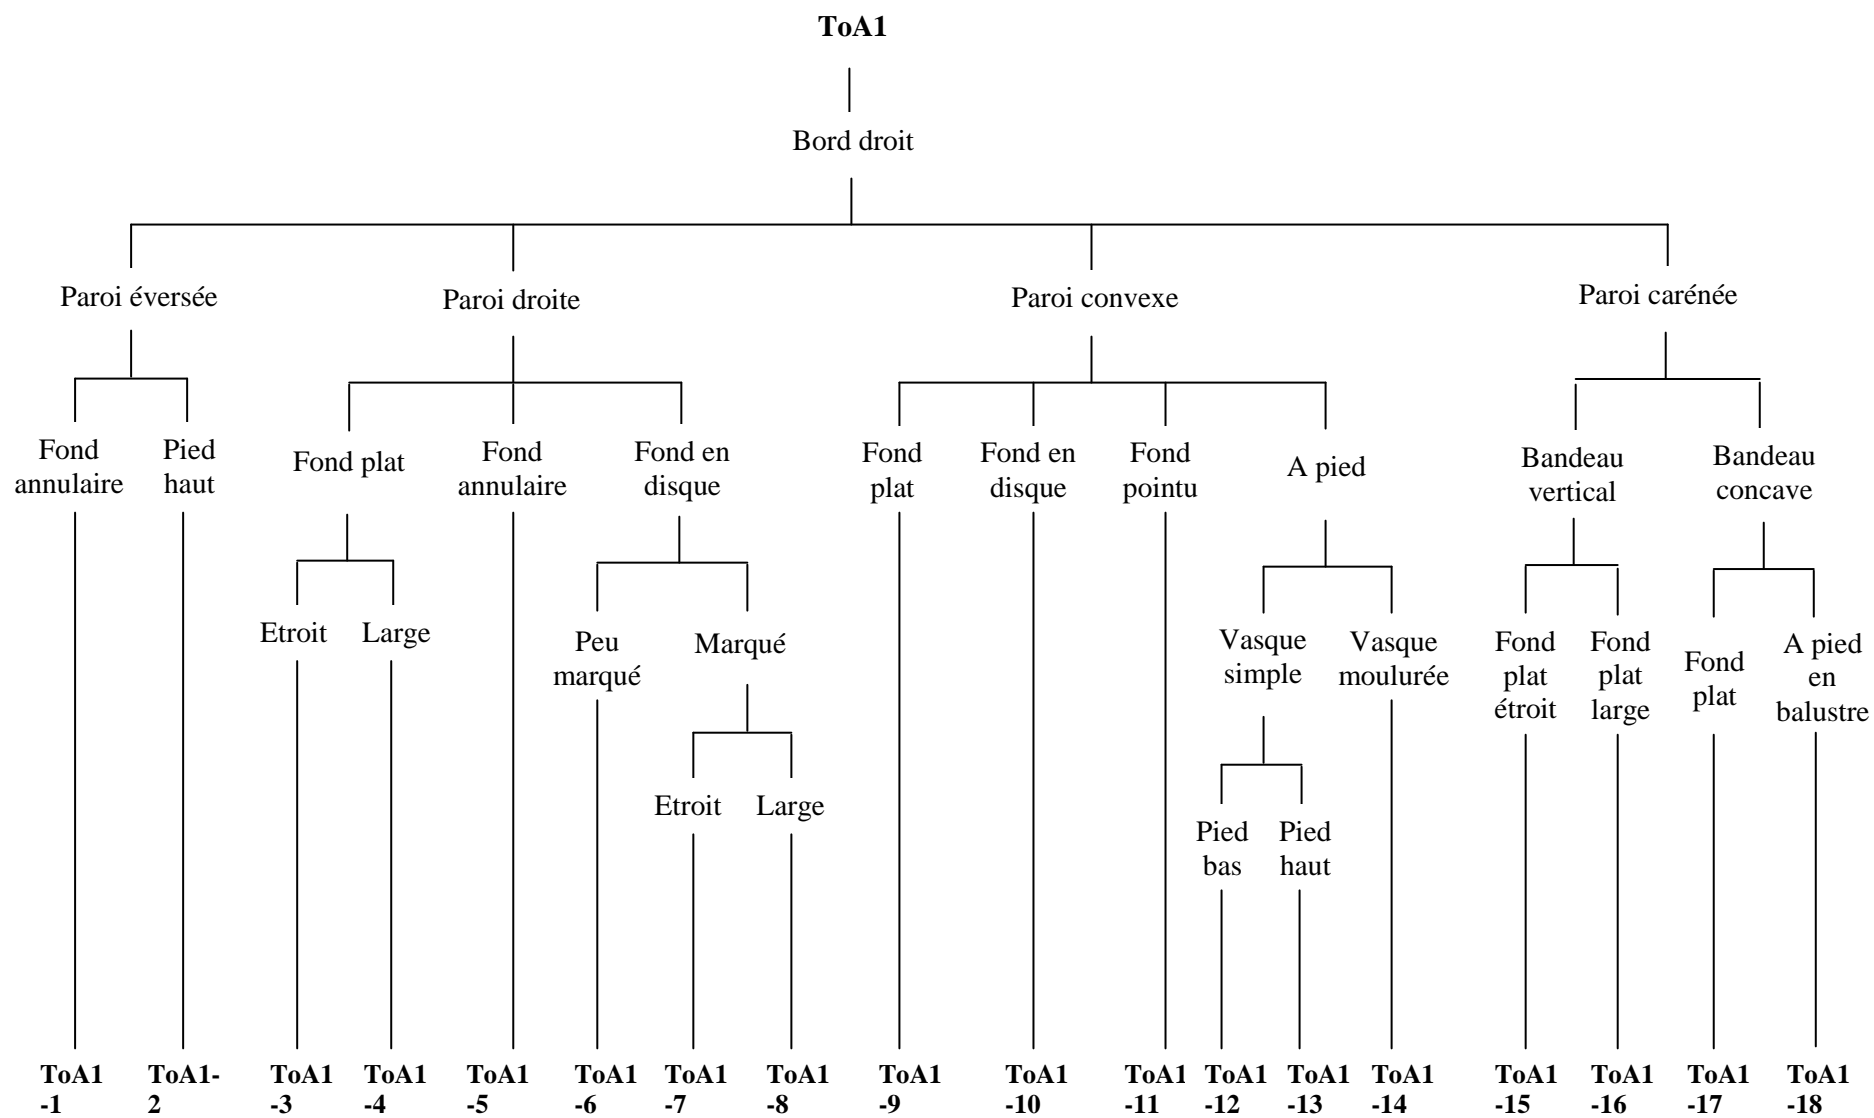 ToA1
Bord droit
Paroi éversée
Paroi droite
Paroi convexe
Paroi carénée
Fond
annulaire
Pied
haut
Fond plat
Fond
annulaire
Fond en
disque
Fond
plat
Fond en
disque
Fond
pointu
A pied
Bandeau
vertical
Bandeau
concave
Etroit
Large
Peu
marqué
Marqué
Vasque
simple
Vasque
moulurée
Fond
plat
étroit
Fond
plat
large
Fond
plat
A pied
en
balustre
Etroit
Large
Pied
bas
Pied
haut
ToA1
-1
ToA1-
2
ToA1
-3
ToA1
-4
ToA1
-5
ToA1
-6
ToA1
-7
ToA1
-8
ToA1
-9
ToA1
-10
ToA1
-11
ToA1
-12
ToA1
-13
ToA1
-14
ToA1
-15
ToA1
-16
ToA1
-17
ToA1
-18